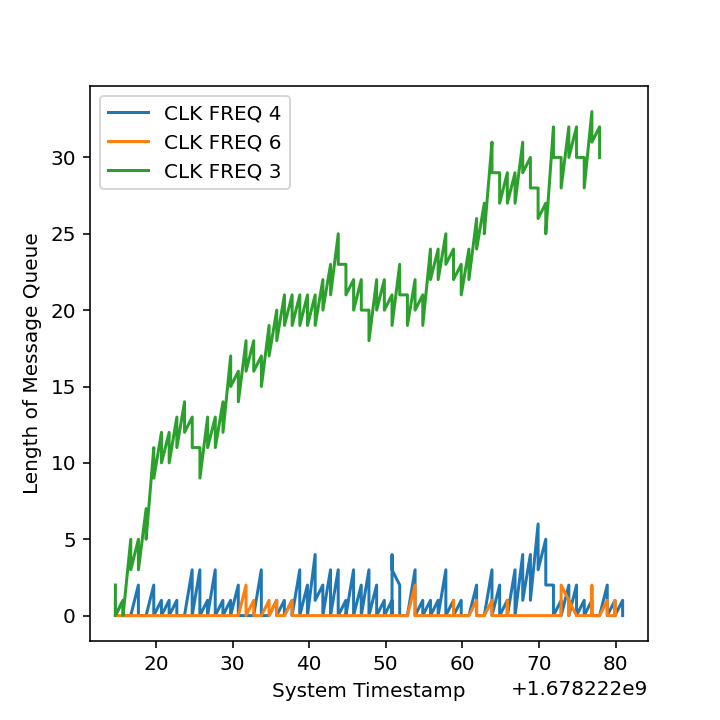 CLK FREQ 4
CLK FREQ 6
CLK FREQ 3
30
25
20
15
10
5
0
Length of Message Queue
20 30 40 50 60 70 80
System Timestamp
+1.678222e9